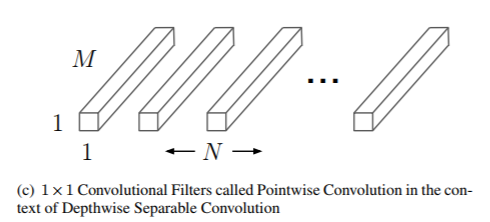 M
...
1
1
N
(c) 1 × 1 Convolutional Filters called Pointwise Convolution in the con-
text of Depthwise Separable Convolution